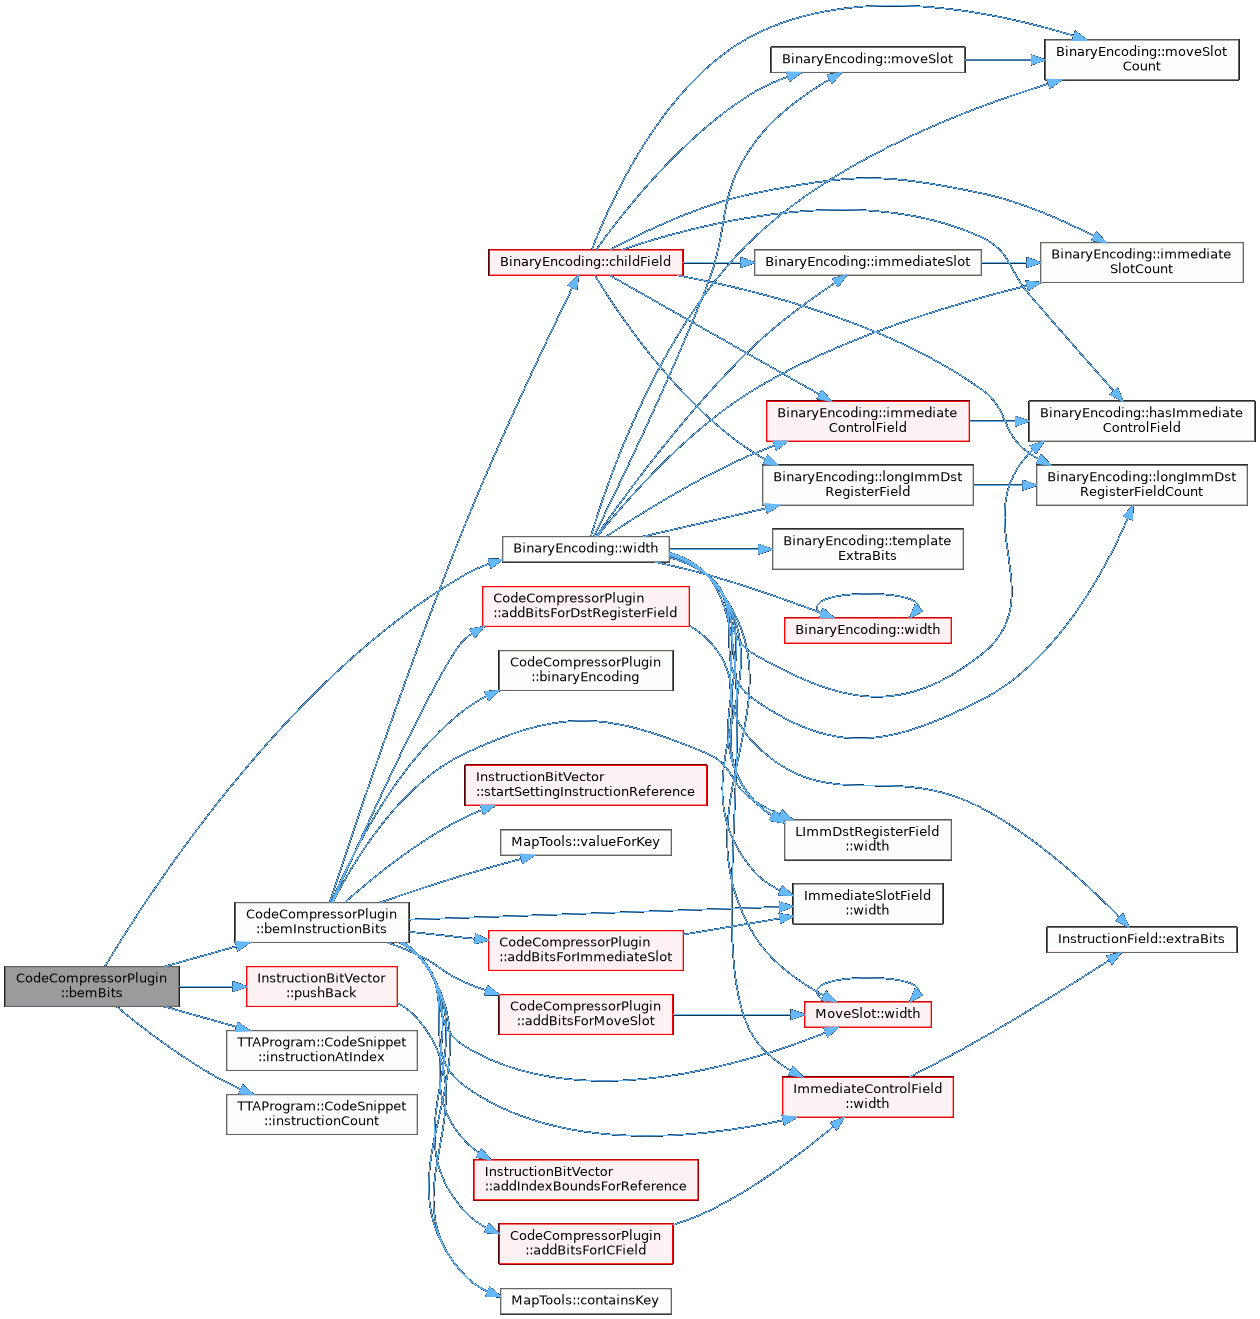 BinaryEncoding::moveSlot
Count
BinaryEncoding::moveSlot
BinaryEncoding::childField
BinaryEncoding::immediateSlot
BinaryEncoding::immediate
SlotCount
BinaryEncoding::immediate
ControlField
BinaryEncoding::hasImmediate
ControlField
BinaryEncoding::longImmDst
RegisterField
BinaryEncoding::longImmDst
RegisterFieldCount
BinaryEncoding::width
BinaryEncoding::template
ExtraBits
CodeCompressorPlugin
::addBitsForDstRegisterField
BinaryEncoding::width
CodeCompressorPlugin
::binaryEncoding
InstructionBitVector
::startSettingInstructionReference
MapTools::valueForKey
LImmDstRegisterField
::width
CodeCompressorPlugin
::bemInstructionBits
ImmediateSlotField
::width
CodeCompressorPlugin
::addBitsForImmediateSlot
InstructionField::extraBits
CodeCompressorPlugin
::bemBits
InstructionBitVector
::pushBack
CodeCompressorPlugin
::addBitsForMoveSlot
MoveSlot::width
TTAProgram::CodeSnippet
::instructionAtIndex
TTAProgram::CodeSnippet
::instructionCount
ImmediateControlField
::width
InstructionBitVector
::addIndexBoundsForReference
CodeCompressorPlugin
::addBitsForICField
MapTools::containsKey